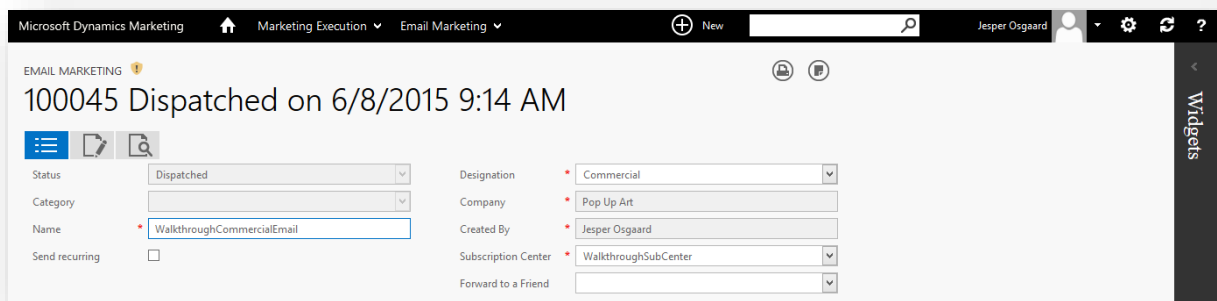 Microsoft Dynamics Marketing Marketing Execution Email Marketing New Jesper Osgaard ?
EMAIL MARKETING
100045 Dispatched on 6/8/2015 9:14 AM
Widgets
Status Dispatched Designation * Commercial
Category Company * Pop Up Art
Name * WalkthroughCommercialEmail Created By * Jesper Osgaard
Send recurring Subscription Center * WalkthroughSubCenter
Forward to a Friend